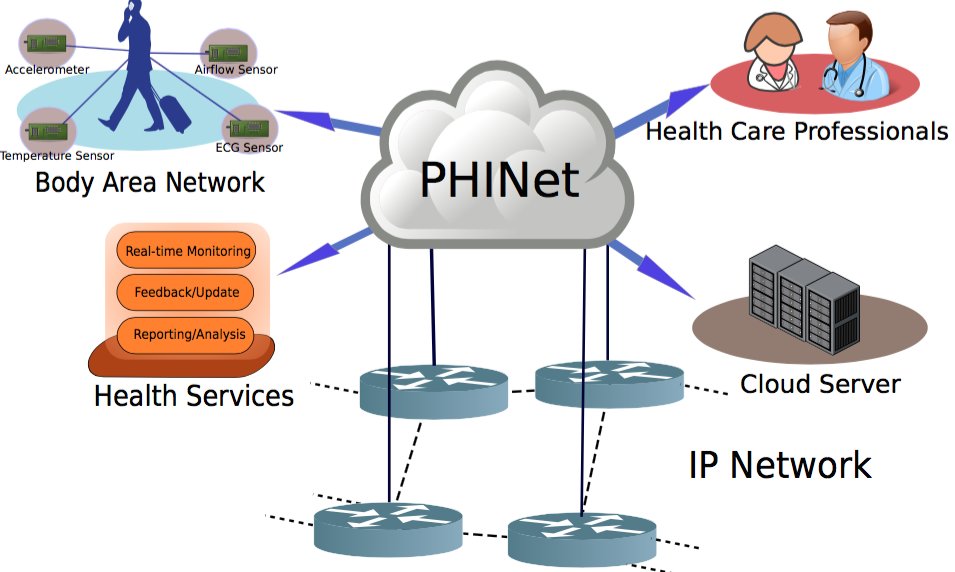 Accelerometer
Airflow Sensor
Temperature Sensor
ECG Sensor
Body Area Network
Health Care Professionals
PHINet
Real-time Monitoring
Feedback/Update
Reporting/Analysis
Health Services
Cloud Server
IP Network